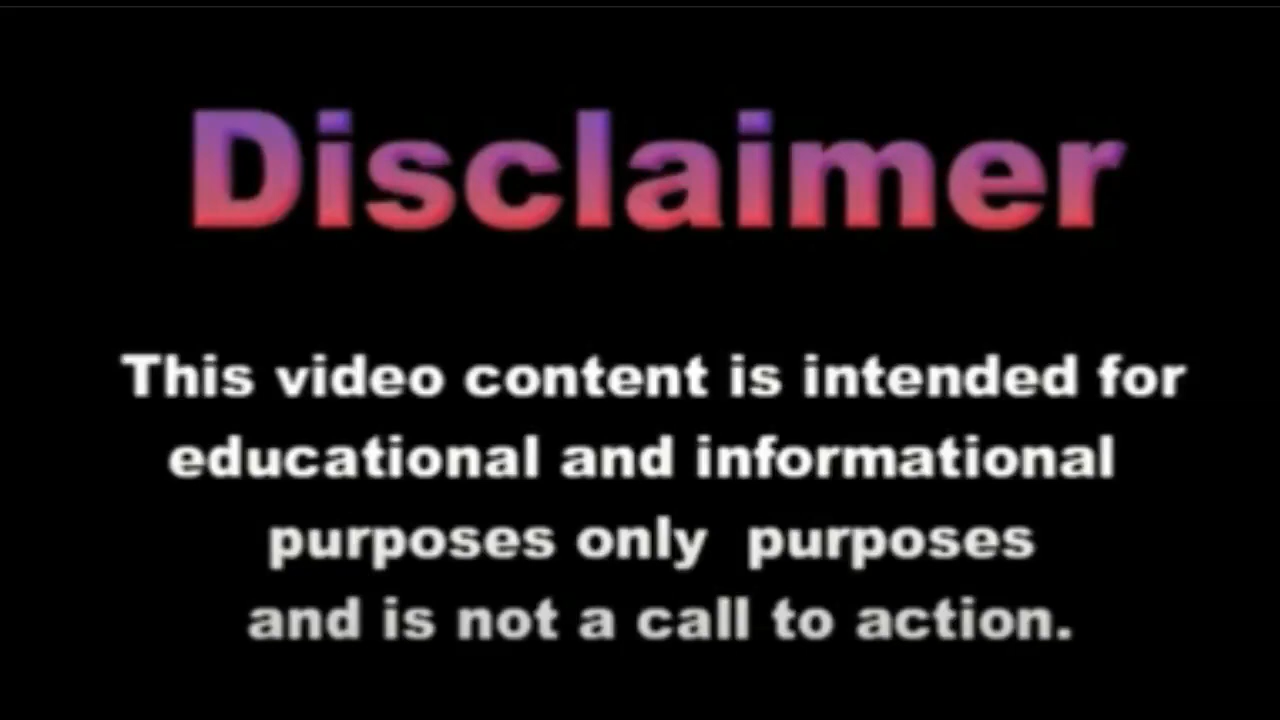 Disclaimer
This video content is intended for
educational and informational
purposes only  purposes
and is not a call to action.